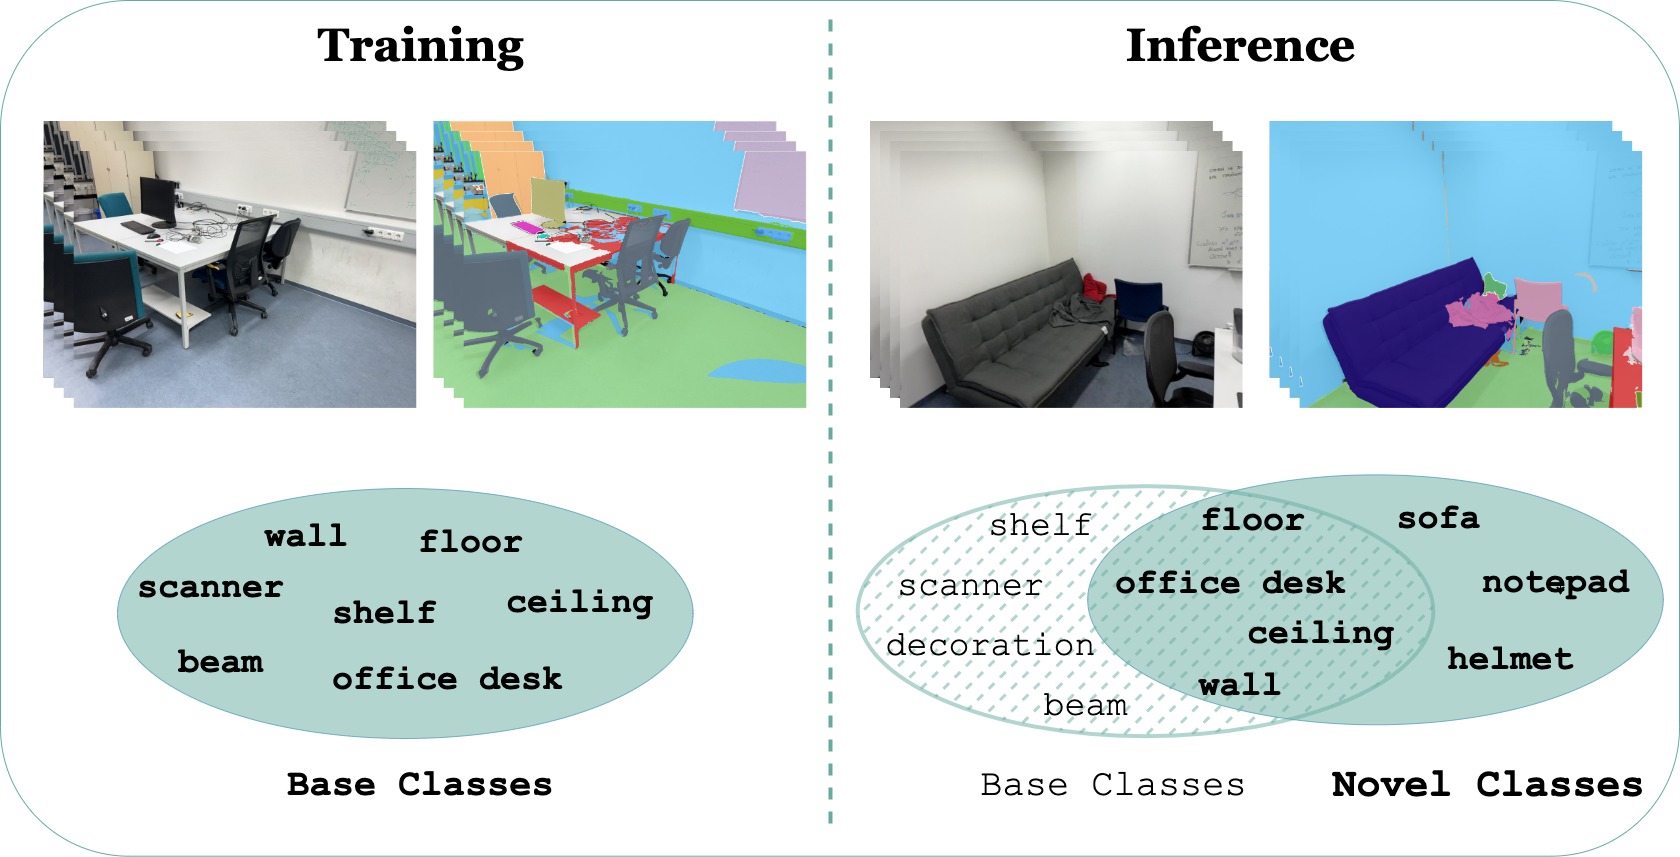 Training
Inference
wall
floor
scanner
shelf
ceiling
beam
office desk
Base Classes
shelf
floor
sofa
scanner
office desk
notepad
decoration
ceiling
helmet
wall
beam
Base Classes
Novel Classes